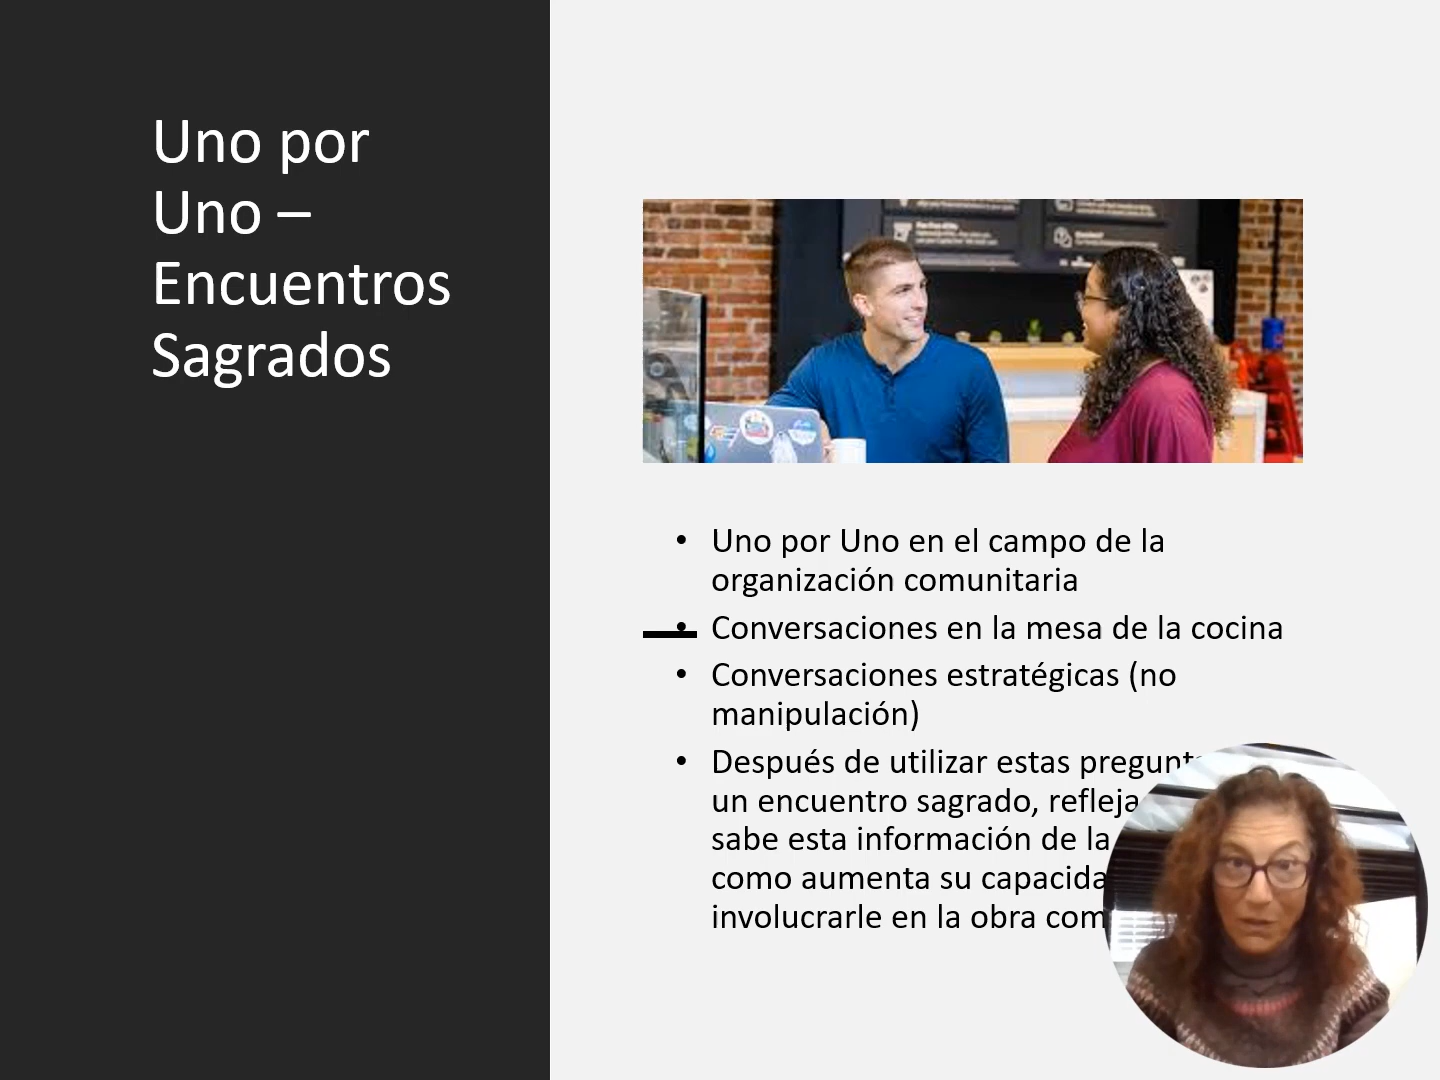 Uno por
Uno –
Encuentros
Sagrados
• Uno por Uno en el campo de la
organización comunitaria
• Conversaciones en la mesa de la cocina
• Conversaciones estratégicas (no
manipulación)
• Después de utilizar estas
un encuentro sagrado,
sabe esta información de la
como aumenta su
involucrarle en la obra